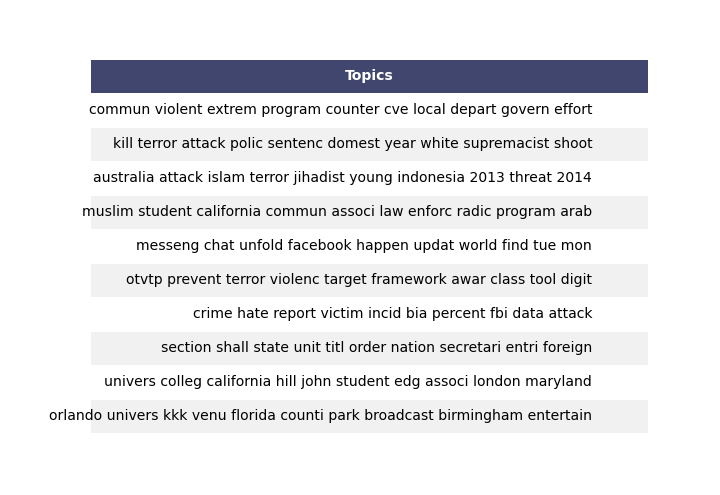 Topics
commun violent extrem program counter cve local depart govern effort
kill terror attack polic sentenc domest year white supremacist shoot
australia attack islam terror jihadist young indonesia 2013 threat 2014
muslim student california commun associ law enforc radic program arab
messeng chat unfold facebook happen updat world find tue mon
otvtp prevent terror violenc target framework awar class tool digit
crime hate report victim incid bia percent fbi data attack
section shall state unit titl order nation secretari entri foreign
univers colleg california hill john student edg associ london maryland
orlando univers kkk venu florida counti park broadcast birmingham entertain